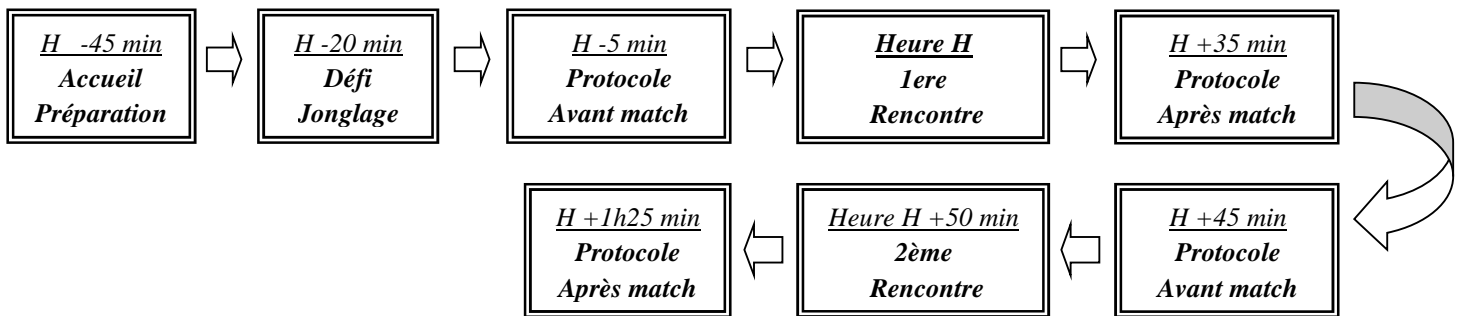 H -45 min
Accueil
Préparation
H -20 min
Défi
Jonglage
H -5 min
Protocole
Avant match
Heure H
1ere
Rencontre
H +35 min
Protocole
Après match
H +45 min
Protocole
Avant match
Heure H +50 min
2ème
Rencontre
H +1h25 min
Protocole
Après match